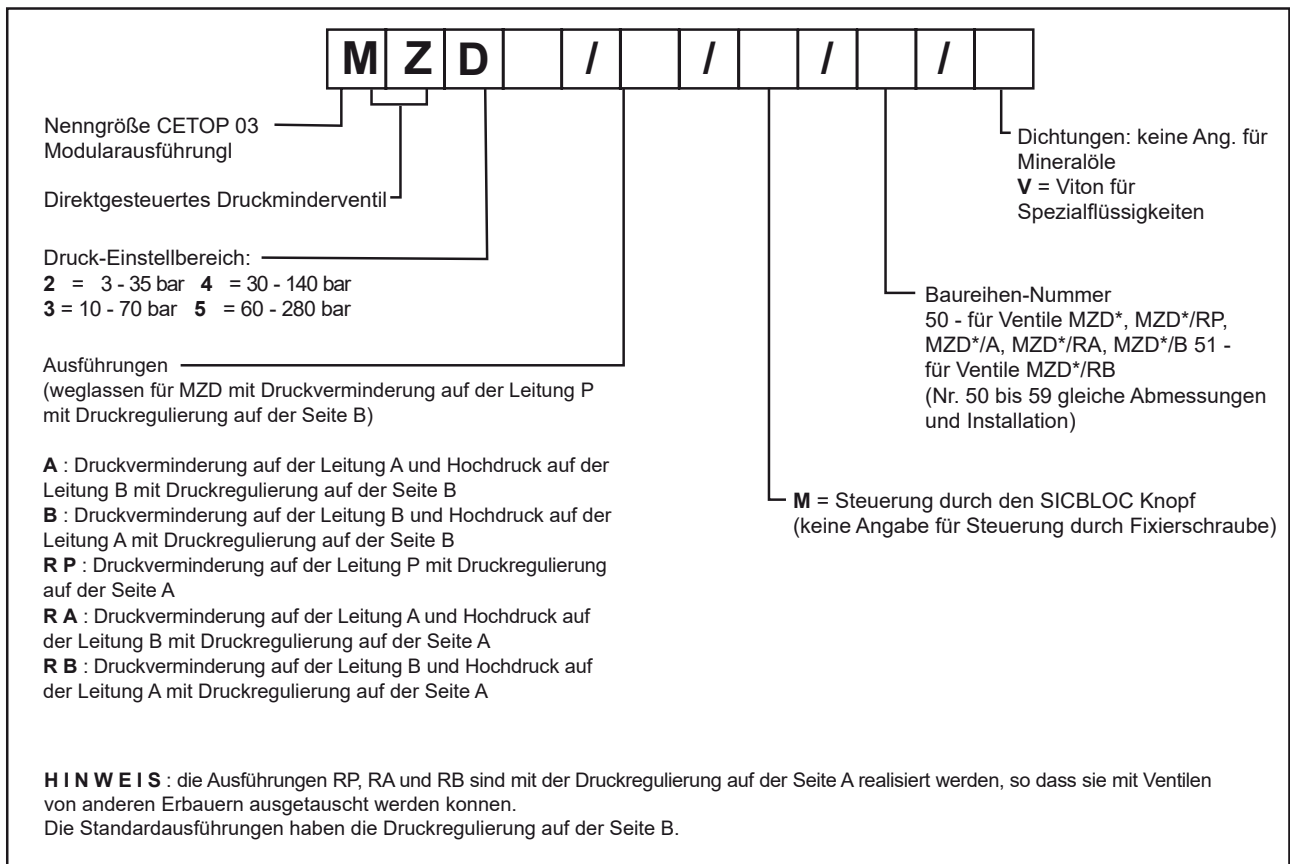 M Z D / / / /
Nenngröße CETOP 03
Modularausführungl
Direktgesteuertes Druckminderventil
Druck-Einstellbereich:
2 = 3 - 35 bar 4 = 30 - 140 bar
3 = 10 - 70 bar 5 = 60 - 280 bar
Ausführungen
(weglassen für MZD mit Druckverminderung auf der Leitung P
mit Druckregulierung auf der Seite B)
A : Druckverminderung auf der Leitung A und Hochdruck auf der
Leitung B mit Druckregulierung auf der Seite B
B : Druckverminderung auf der Leitung B und Hochdruck auf der
Leitung A mit Druckregulierung auf der Seite B
R P : Druckverminderung auf der Leitung P mit Druckregulierung
auf der Seite A
R A : Druckverminderung auf der Leitung A und Hochdruck auf
der Leitung B mit Druckregulierung auf der Seite A
R B : Druckverminderung auf der Leitung B und Hochdruck auf
der Leitung A mit Druckregulierung auf der Seite A
Dichtungen: keine Ang. für
Mineralöle
V = Viton für
Spezialflüssigkeiten
Baureihen-Nummer
50 - für Ventile MZD*, MZD*/RP,
MZD*/A, MZD*/RA, MZD*/B 51 -
für Ventile MZD*/RB
(Nr. 50 bis 59 gleiche Abmessungen
und Installation)
M = Steuerung durch den SICBLOC Knopf
(keine Angabe für Steuerung durch Fixierschraube)
H I N W E I S : die Ausführungen RP, RA und RB sind mit der Druckregulierung auf der Seite A realisiert werden, so dass sie mit Ventilen
von anderen Erbauern ausgetauscht werden konnen.
Die Standardausführungen haben die Druckregulierung auf der Seite B.